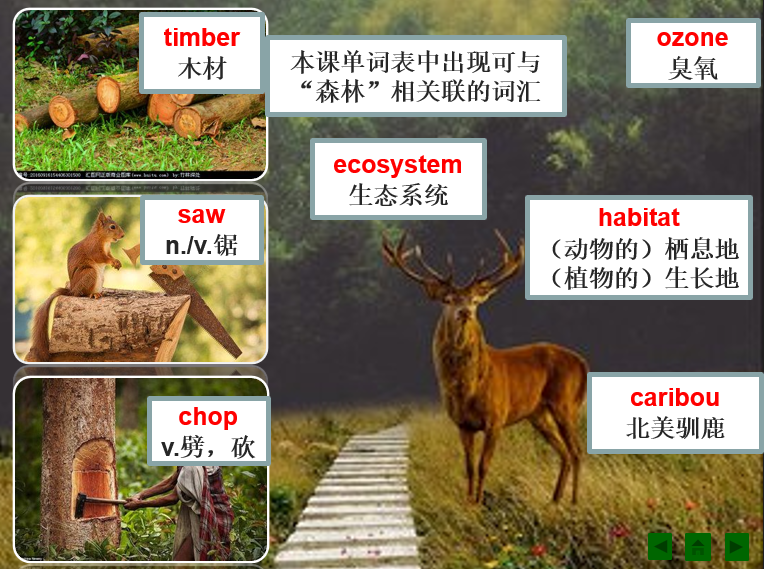 timber
木材
本课单词表中出现可与
“森林”相关联的词汇
ozone
臭氧
ecosystem
生态系统
saw
n./v.锯
habitat
（动物的）栖息地
（植物的）生长地
chop
v.劈，砍
caribou
北美驯鹿